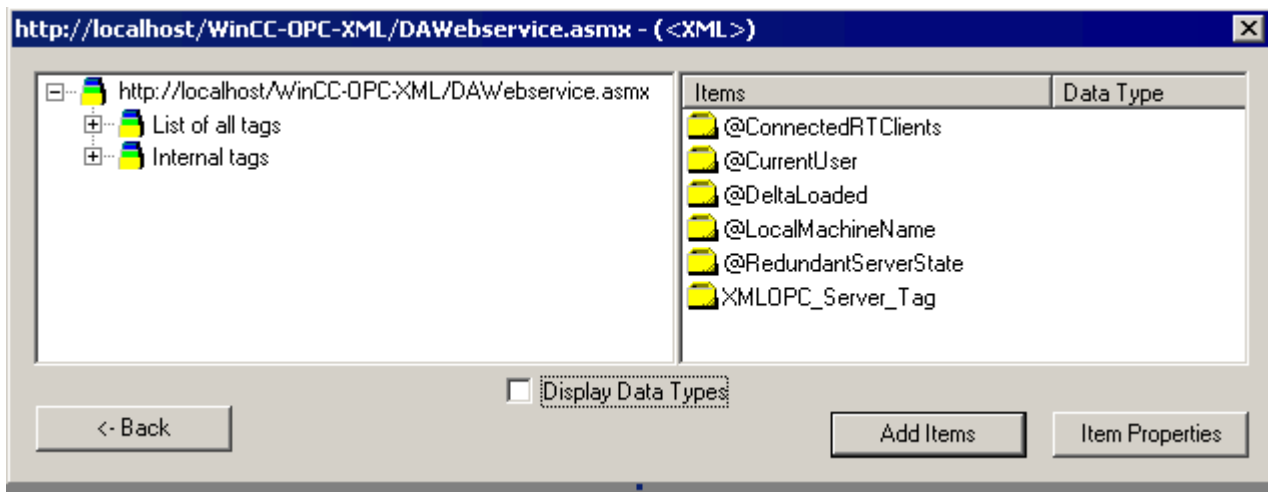 http://localhost/WinCC-OPC-XML/DAWebservice.asmx - (<XML>)
http://localhost/WinCC-OPC-XML/DAWebservice.asmx
List of all tags
Internal tags
Items Data Type
@ConnectedRTClients
@CurrentUser
@DeltaLoaded
@LocalMachineName
@RedundantServerState
XMLOPC_Server_Tag
Display Data Types
<- Back
Add Items
Item Properties